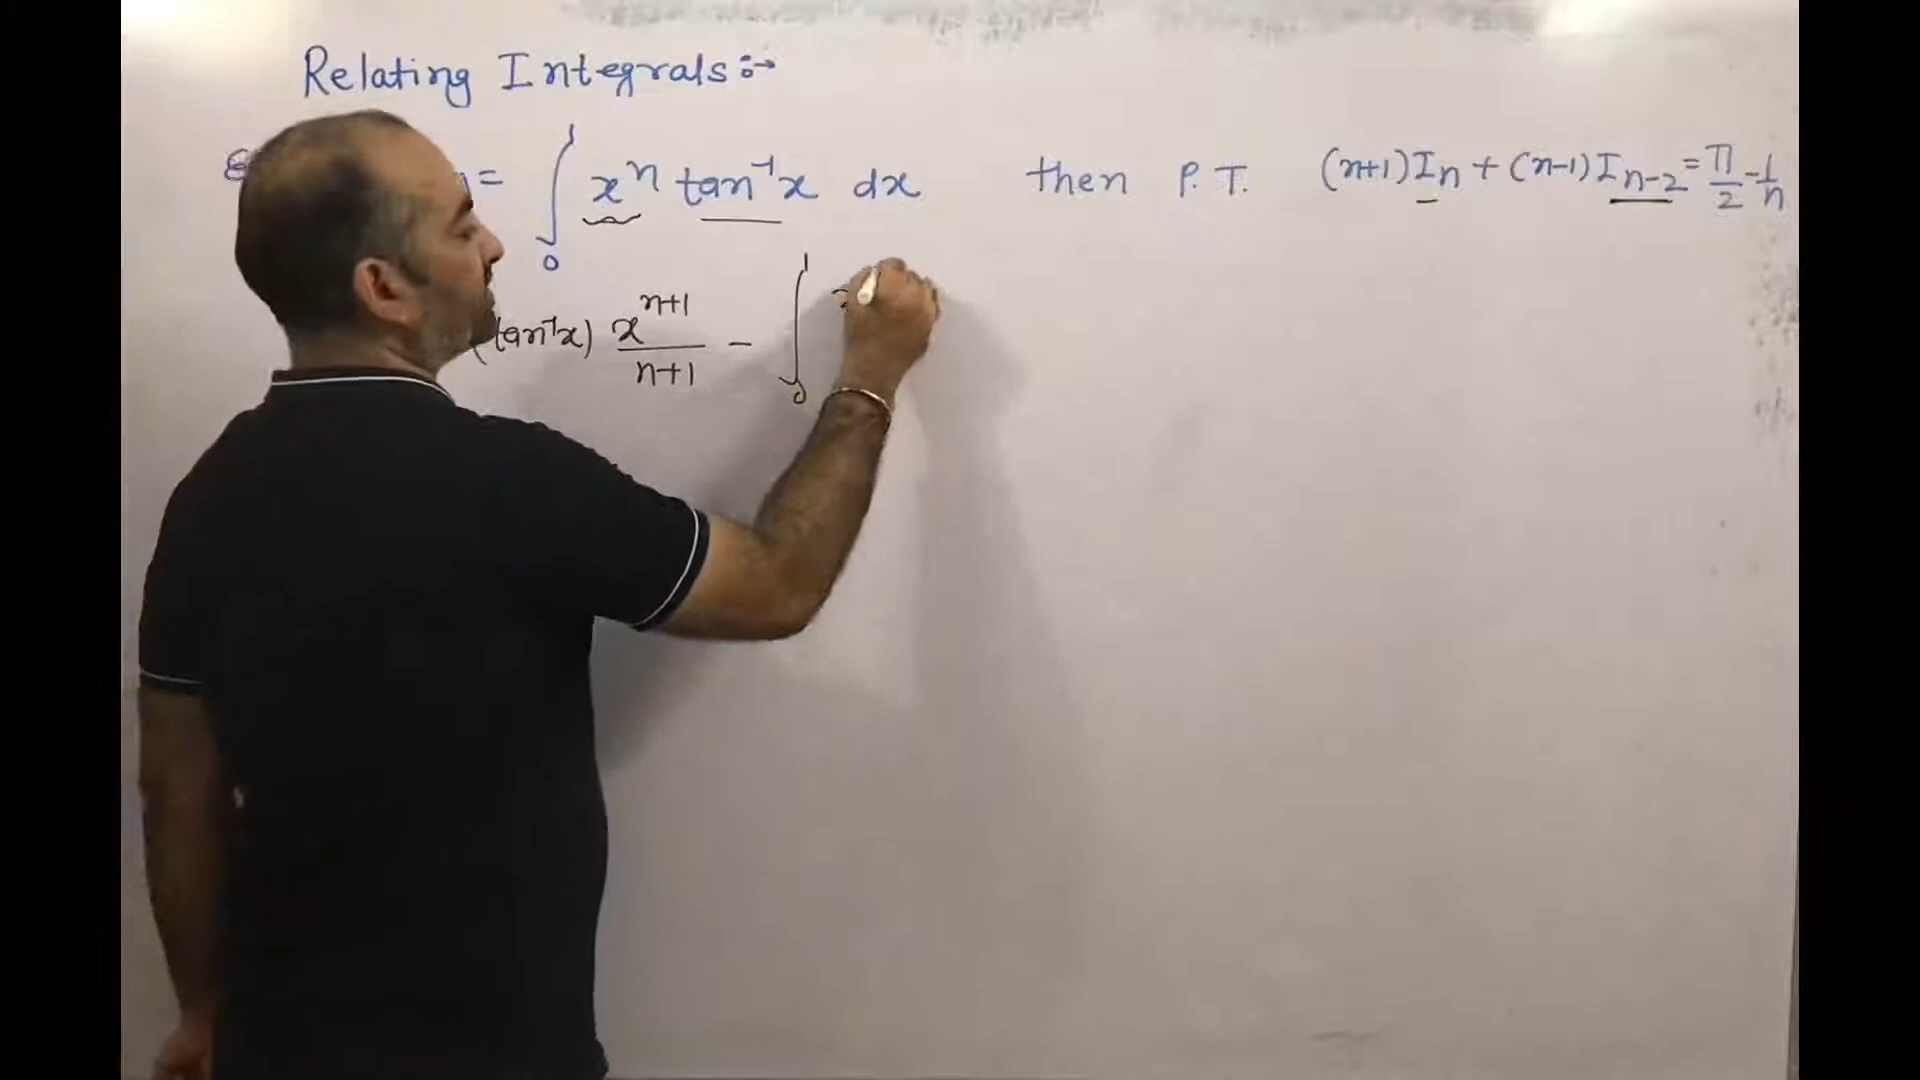 Relating Integrals:→
= ∫₀¹ xⁿ tan⁻¹x dx then P.T. (n+1)Iₙ + (n-1)Iₙ₋₂ = π/2 - 1/n
(tan⁻¹x) xⁿ⁺¹/n+1 - ∫₀¹